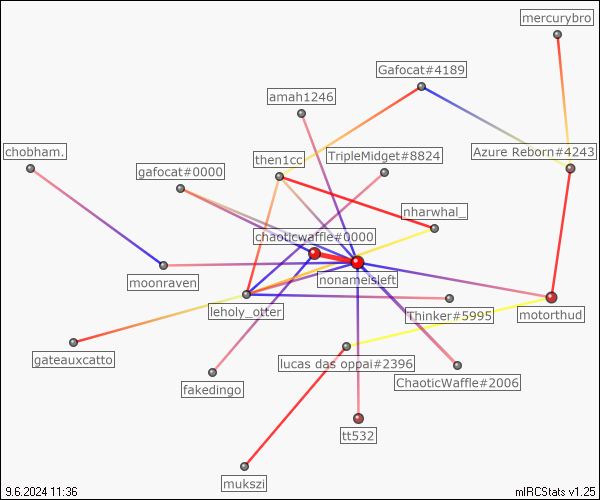 mercurybro
Gafocat#4189
amah1246
chobham.
then1cc
TripleMidget#8824
Azure Reborn#4243
gafocat#0000
nharwhal_
chaoticwaffle#0000
moonraven
nonameisleft
leholy_otter
Thinker#5995
motorthud
gateauxcatto
lucas das oppai#2396
fakedingo
ChaoticWaffle#2006
tt532
mukszi
9.6.2024 11:36
mIRCStats v1.25